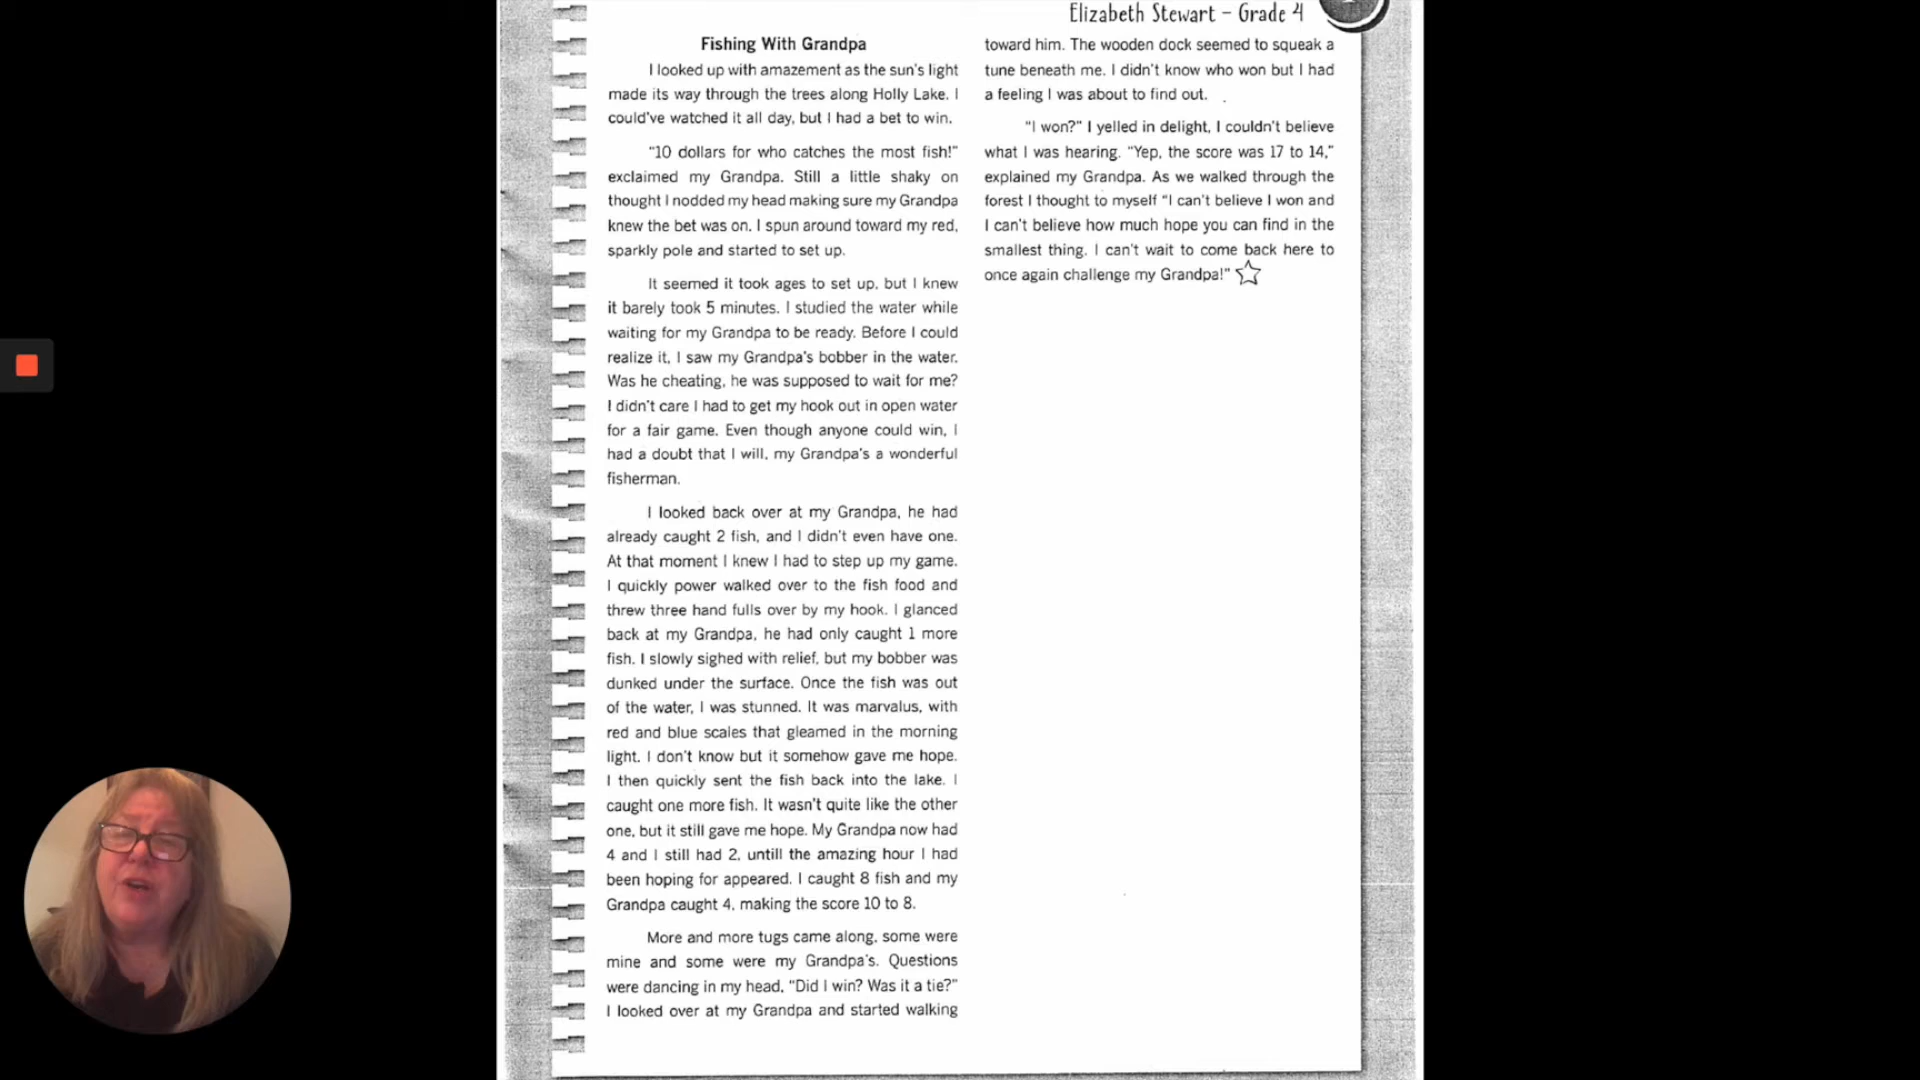 Elizabeth Stewart – Grade 4
Fishing With Grandpa
I looked up with amazement as the sun's light
made its way through the trees along Holly Lake. I
could've watched it all day, but I had a bet to win.
"10 dollars for who catches the most fish!"
exclaimed my Grandpa. Still a little shaky on
thought I nodded my head making sure my Grandpa
knew the bet was on. I spun around toward my red,
sparkly pole and started to set up.
It seemed it took ages to set up, but I knew
it barely took 5 minutes. I studied the water while
waiting for my Grandpa to be ready. Before I could
realize it, I saw my Grandpa's bobber in the water.
Was he cheating, he was supposed to wait for me?
I didn't care I had to get my hook out in open water
for a fair game. Even though anyone could win, I
had a doubt that I will, my Grandpa's a wonderful
fisherman.
I looked back over at my Grandpa, he had
already caught 2 fish, and I didn't even have one.
At that moment I knew I had to step up my game.
I quickly power walked over to the fish food and
threw three hand fulls over by my hook. I glanced
back at my Grandpa, he had only caught 1 more
fish. I slowly sighed with relief, but my bobber was
dunked under the surface. Once the fish was out
of the water, I was stunned. It was marvalus, with
red and blue scales that gleamed in the morning
light. I don't know but it somehow gave me hope.
I then quickly sent the fish back into the lake. I
caught one more fish. It wasn't quite like the other
one, but it still gave me hope. My Grandpa now had
4 and I still had 2, untill the amazing hour I had
been hoping for appeared. I caught 8 fish and my
Grandpa caught 4, making the score 10 to 8.
More and more tugs came along, some were
mine and some were my Grandpa's. Questions
were dancing in my head, "Did I win? Was it a tie?"
I looked over at my Grandpa and started walking
toward him. The wooden dock seemed to squeak a
tune beneath me. I didn't know who won but I had
a feeling I was about to find out.
"I won?" I yelled in delight, I couldn't believe
what I was hearing. "Yep, the score was 17 to 14,"
explained my Grandpa. As we walked through the
forest I thought to myself "I can't believe I won and
I can't believe how much hope you can find in the
smallest thing. I can't wait to come back here to
once again challenge my Grandpa!"